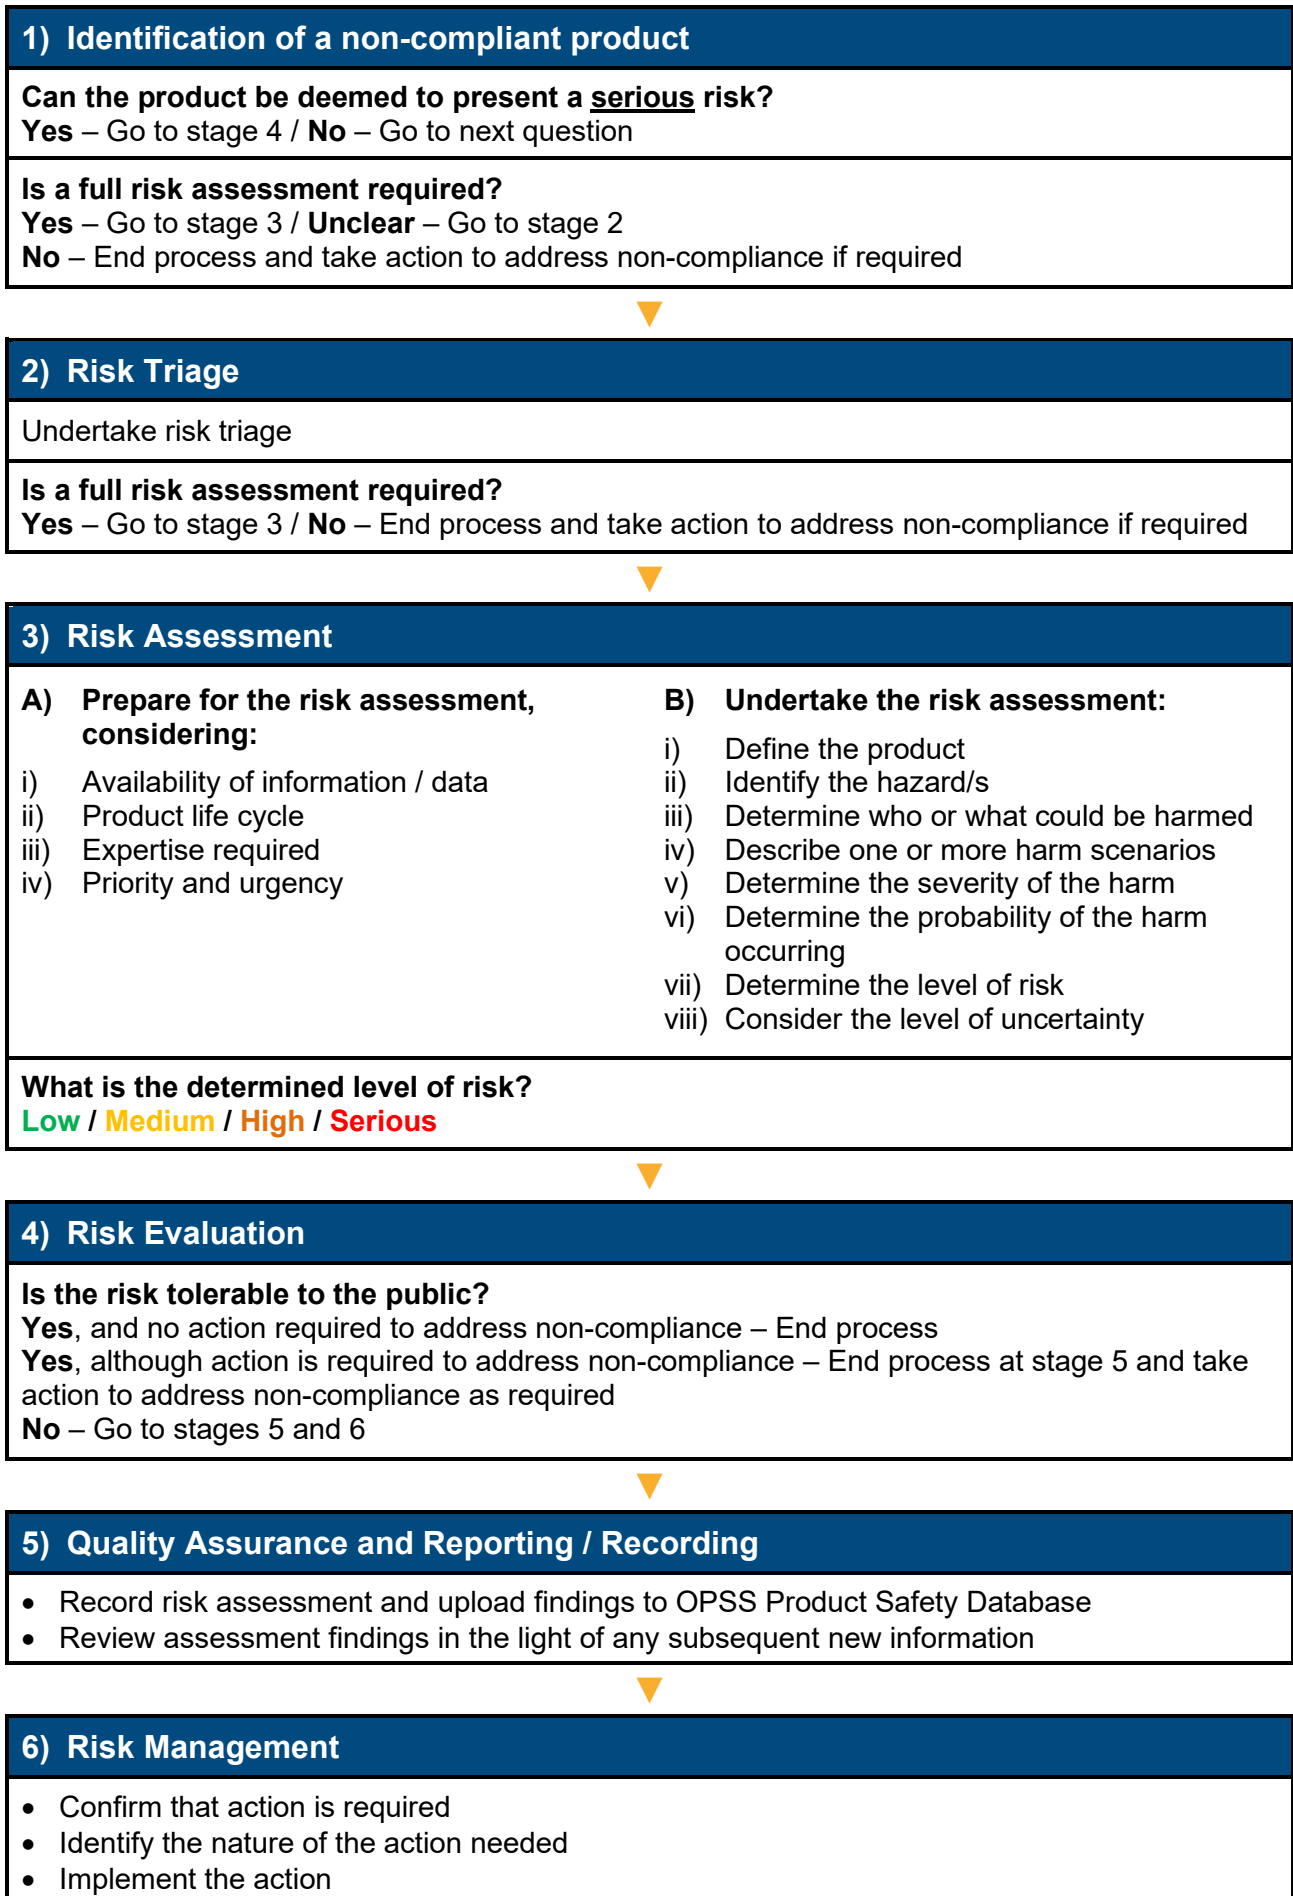 1) Identification of a non-compliant product
Can the product be deemed to present a serious risk?
Yes – Go to stage 4 / No – Go to next question
Is a full risk assessment required?
Yes – Go to stage 3 / Unclear – Go to stage 2
No – End process and take action to address non-compliance if required
2) Risk Triage
Undertake risk triage
Is a full risk assessment required?
Yes – Go to stage 3 / No – End process and take action to address non-compliance if required
3) Risk Assessment
A) Prepare for the risk assessment,
considering:
i) Availability of information / data
ii) Product life cycle
iii) Expertise required
iv) Priority and urgency
B) Undertake the risk assessment:
i) Define the product
ii) Identify the hazard/s
iii) Determine who or what could be harmed
iv) Describe one or more harm scenarios
v) Determine the severity of the harm
vi) Determine the probability of the harm
occurring
vii) Determine the level of risk
viii) Consider the level of uncertainty
What is the determined level of risk?
Low / Medium / High / Serious
4) Risk Evaluation
Is the risk tolerable to the public?
Yes, and no action required to address non-compliance – End process
Yes, although action is required to address non-compliance – End process at stage 5 and take
action to address non-compliance as required
No – Go to stages 5 and 6
5) Quality Assurance and Reporting / Recording
• Record risk assessment and upload findings to OPSS Product Safety Database
• Review assessment findings in the light of any subsequent new information
6) Risk Management
• Confirm that action is required
• Identify the nature of the action needed
• Implement the action